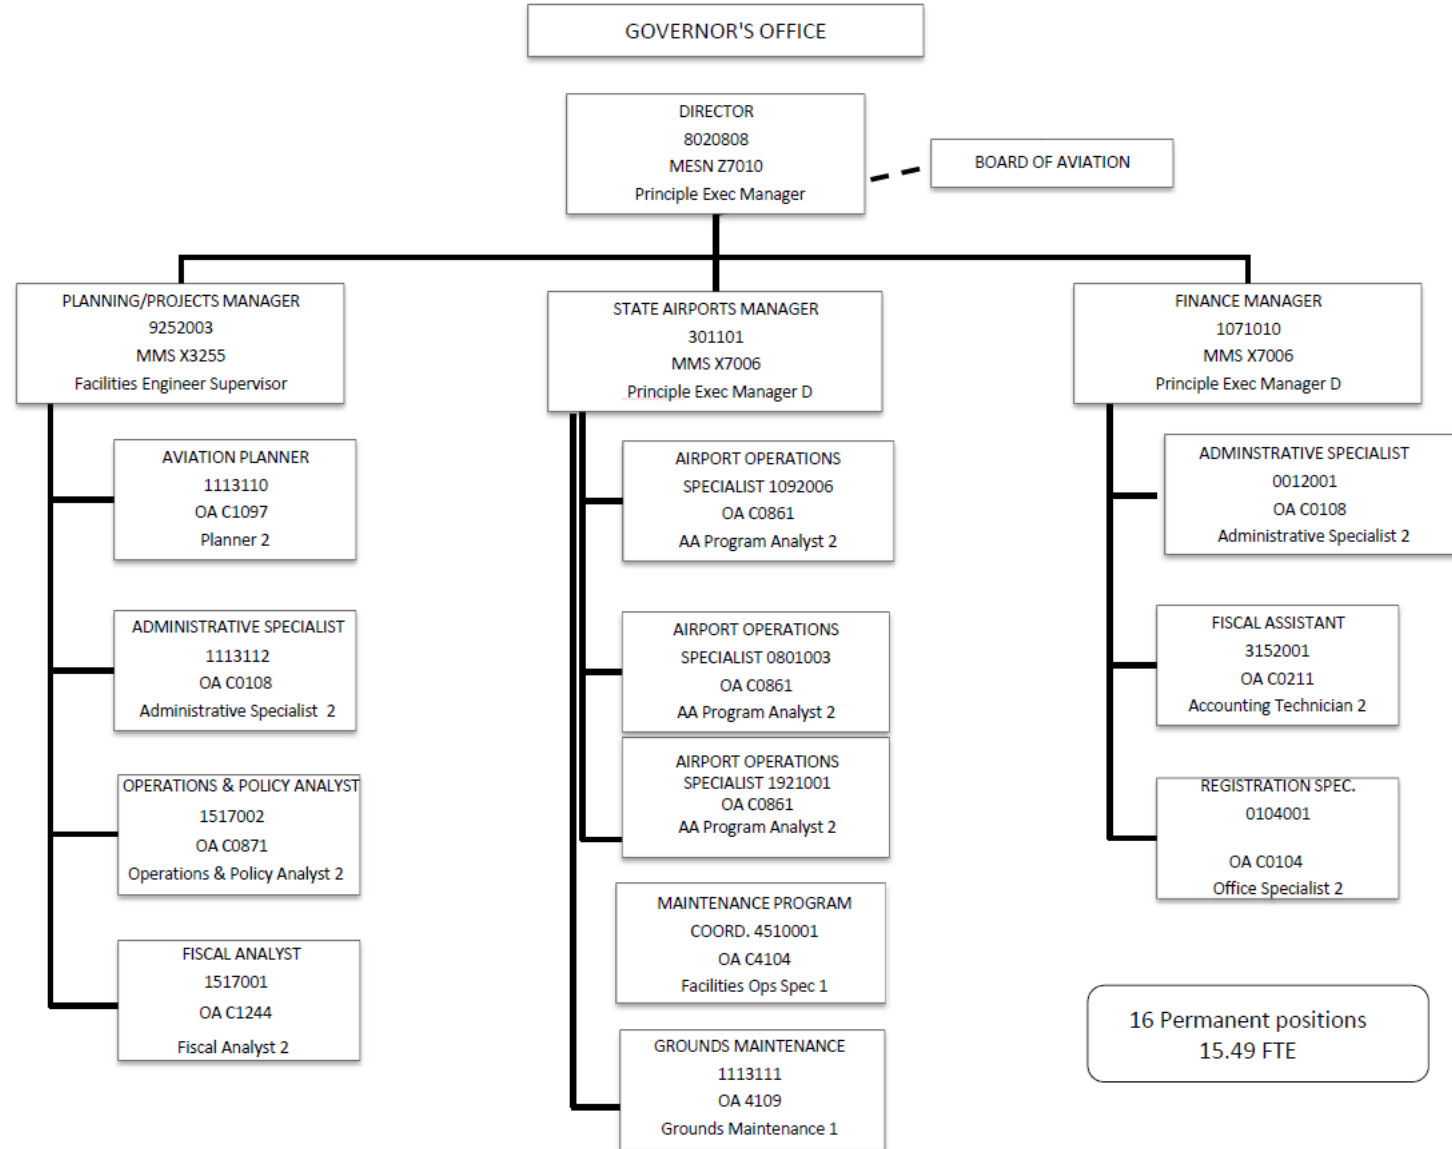 GOVERNOR'S OFFICE
DIRECTOR
8020808
MESN Z7010
Principle Exec Manager
BOARD OF AVIATION
PLANNING/PROJECTS MANAGER
9252003
MMS X3255
Facilities Engineer Supervisor
AVIATION PLANNER
1113110
OA C1097
Planner 2
ADMINISTRATIVE SPECIALIST
1113112
OA C0108
Administrative Specialist 2
OPERATIONS & POLICY ANALYST
1517002
OA C0871
Operations & Policy Analyst 2
FISCAL ANALYST
1517001
OA C1244
Fiscal Analyst 2
STATE AIRPORTS MANAGER
301101
MMS X7006
Principle Exec Manager D
AIRPORT OPERATIONS
SPECIALIST 1092006
OA C0861
AA Program Analyst 2
AIRPORT OPERATIONS
SPECIALIST 0801003
OA C0861
AA Program Analyst 2
AIRPORT OPERATIONS
SPECIALIST 1921001
OA C0861
AA Program Analyst 2
MAINTENANCE PROGRAM
COORD. 4510001
OA C4104
Facilities Ops Spec 1
GROUNDS MAINTENANCE
1113111
OA 4109
Grounds Maintenance 1
FINANCE MANAGER
1071010
MMS X7006
Principle Exec Manager D
ADMINSTRATIVE SPECIALIST
0012001
OA C0108
Administrative Specialist 2
FISCAL ASSISTANT
3152001
OA C0211
Accounting Technician 2
REGISTRATION SPEC.
0104001
OA C0104
Office Specialist 2
16 Permanent positions
15.49 FTE